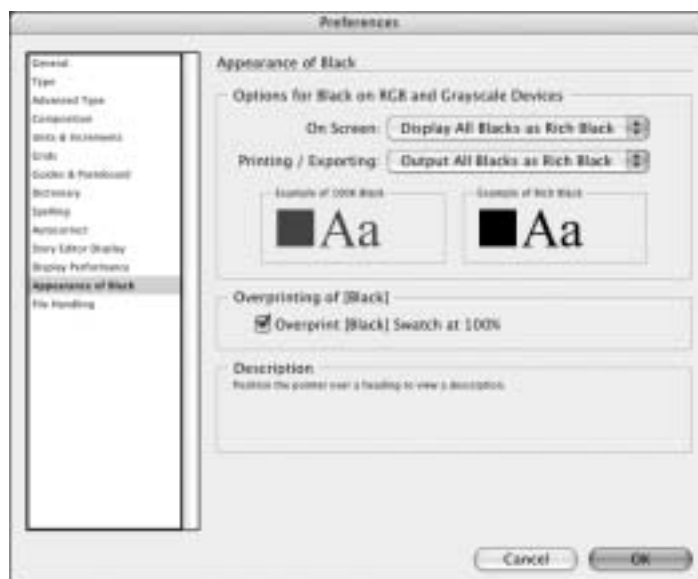 Preferences
General
Type
Advanced Type
Composition
Units & Increments
Grids
Guides & Pasteboard
Dictionary
Spelling
Autocorrect
Story Editor Display
Display Performance
Appearance of Black
File Handling
Appearance of Black
Options for Black on RGB and Grayscale Devices
On Screen: Display All Blacks as Rich Black
Printing / Exporting: Output All Blacks as Rich Black
Example of 100K Black
Aa
Example of Rich Black
Aa
Overprinting of [Black]
Overprint [Black] Swatch at 100%
Description
Position the pointer over a heading to view a description.
Cancel
OK